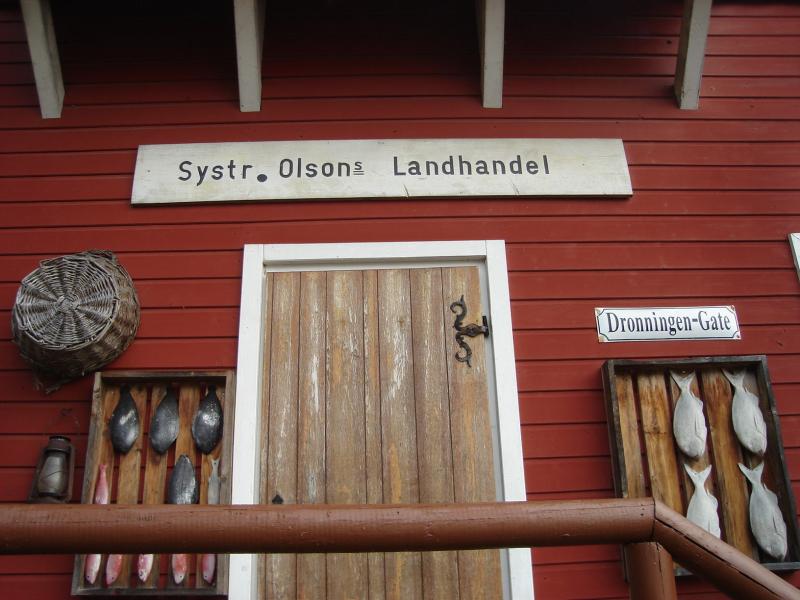 Systr. Olsons Landhandel
Dronningen-Gate